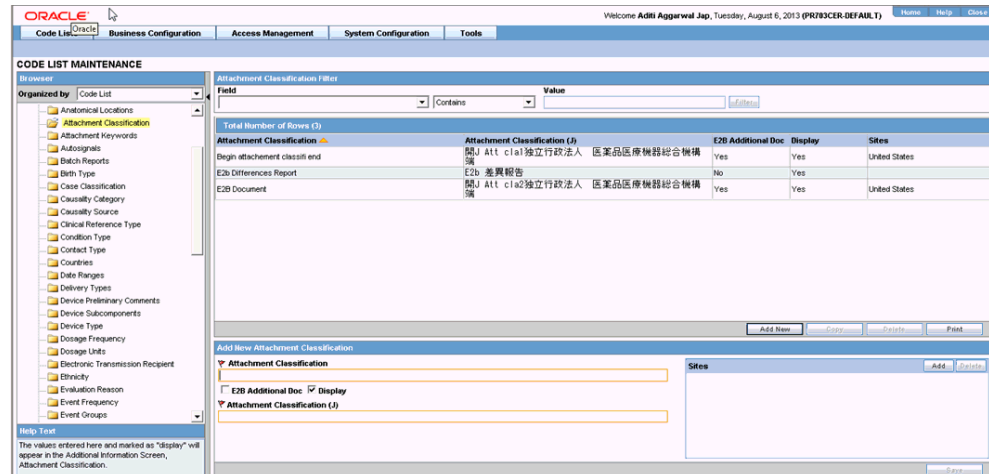 ORACLE
Oracle
Welcome Aditi Aggarwal Jap, Tuesday, August 6, 2013 (PR703CER-DEFAULT)
Home Help Close
Code Lis
Business Configuration
Access Management
System Configuration
Tools
CODE LIST MAINTENANCE
Browser
Organized by Code List
Anatomical Locations
Attachment Classification
Attachment Keywords
Autosignals
Batch Reports
Birth Type
Case Classification
Causality Category
Causality Source
Clinical Reference Type
Condition Type
Contact Type
Countries
Date Ranges
Delivery Types
Device Preliminary Comments
Device Subcomponents
Device Type
Dosage Frequency
Dosage Units
Electronic Transmission Recipient
Ethnicity
Evaluation Reason
Event Frequency
Event Groups
Help Text
The values entered here and marked as "display" will
appear in the Additional Information Screen,
Attachment Classification.
Attachment Classification Filter
Field
Value
Contains
Filter
Total Number of Rows (3)
Attachment Classification Attachment Classification (J) E2B Additional Doc Display Sites
Begin attachement classifi end 開J Att cla1独立行政法人 医薬品医療機器総合機構端 Yes Yes United States
E2b Differences Report E2b 差異報告 No Yes
E2B Document 開J Att cla2独立行政法人 医薬品医療機器総合機構端 Yes Yes United States
Add New Copy Delete Print
Add New Attachment Classification
Attachment Classification
E2B Additional Doc Display
Attachment Classification (J)
Sites
Add Delete
Save